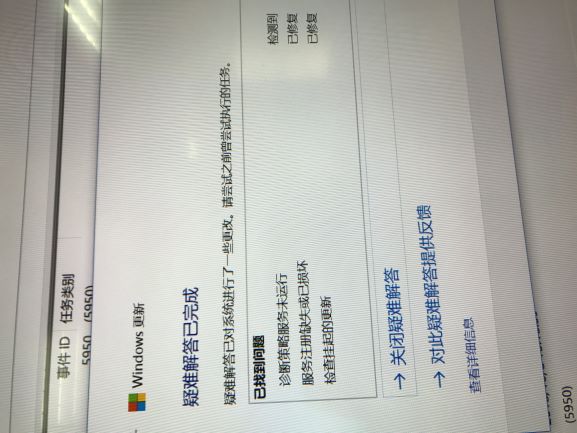 事件 ID 任务类别
5950 (5950)
Windows 更新
疑难解答已完成
疑难解答已对系统进行了一些更改。请尝试之前曾尝试执行的任务。
已找到问题
诊断策略服务未运行 检测到
服务注册缺失或已损坏 已修复
检查挂起的更新 已修复
→ 关闭疑难解答
→ 对此疑难解答提供反馈
查看详细信息
(5950)